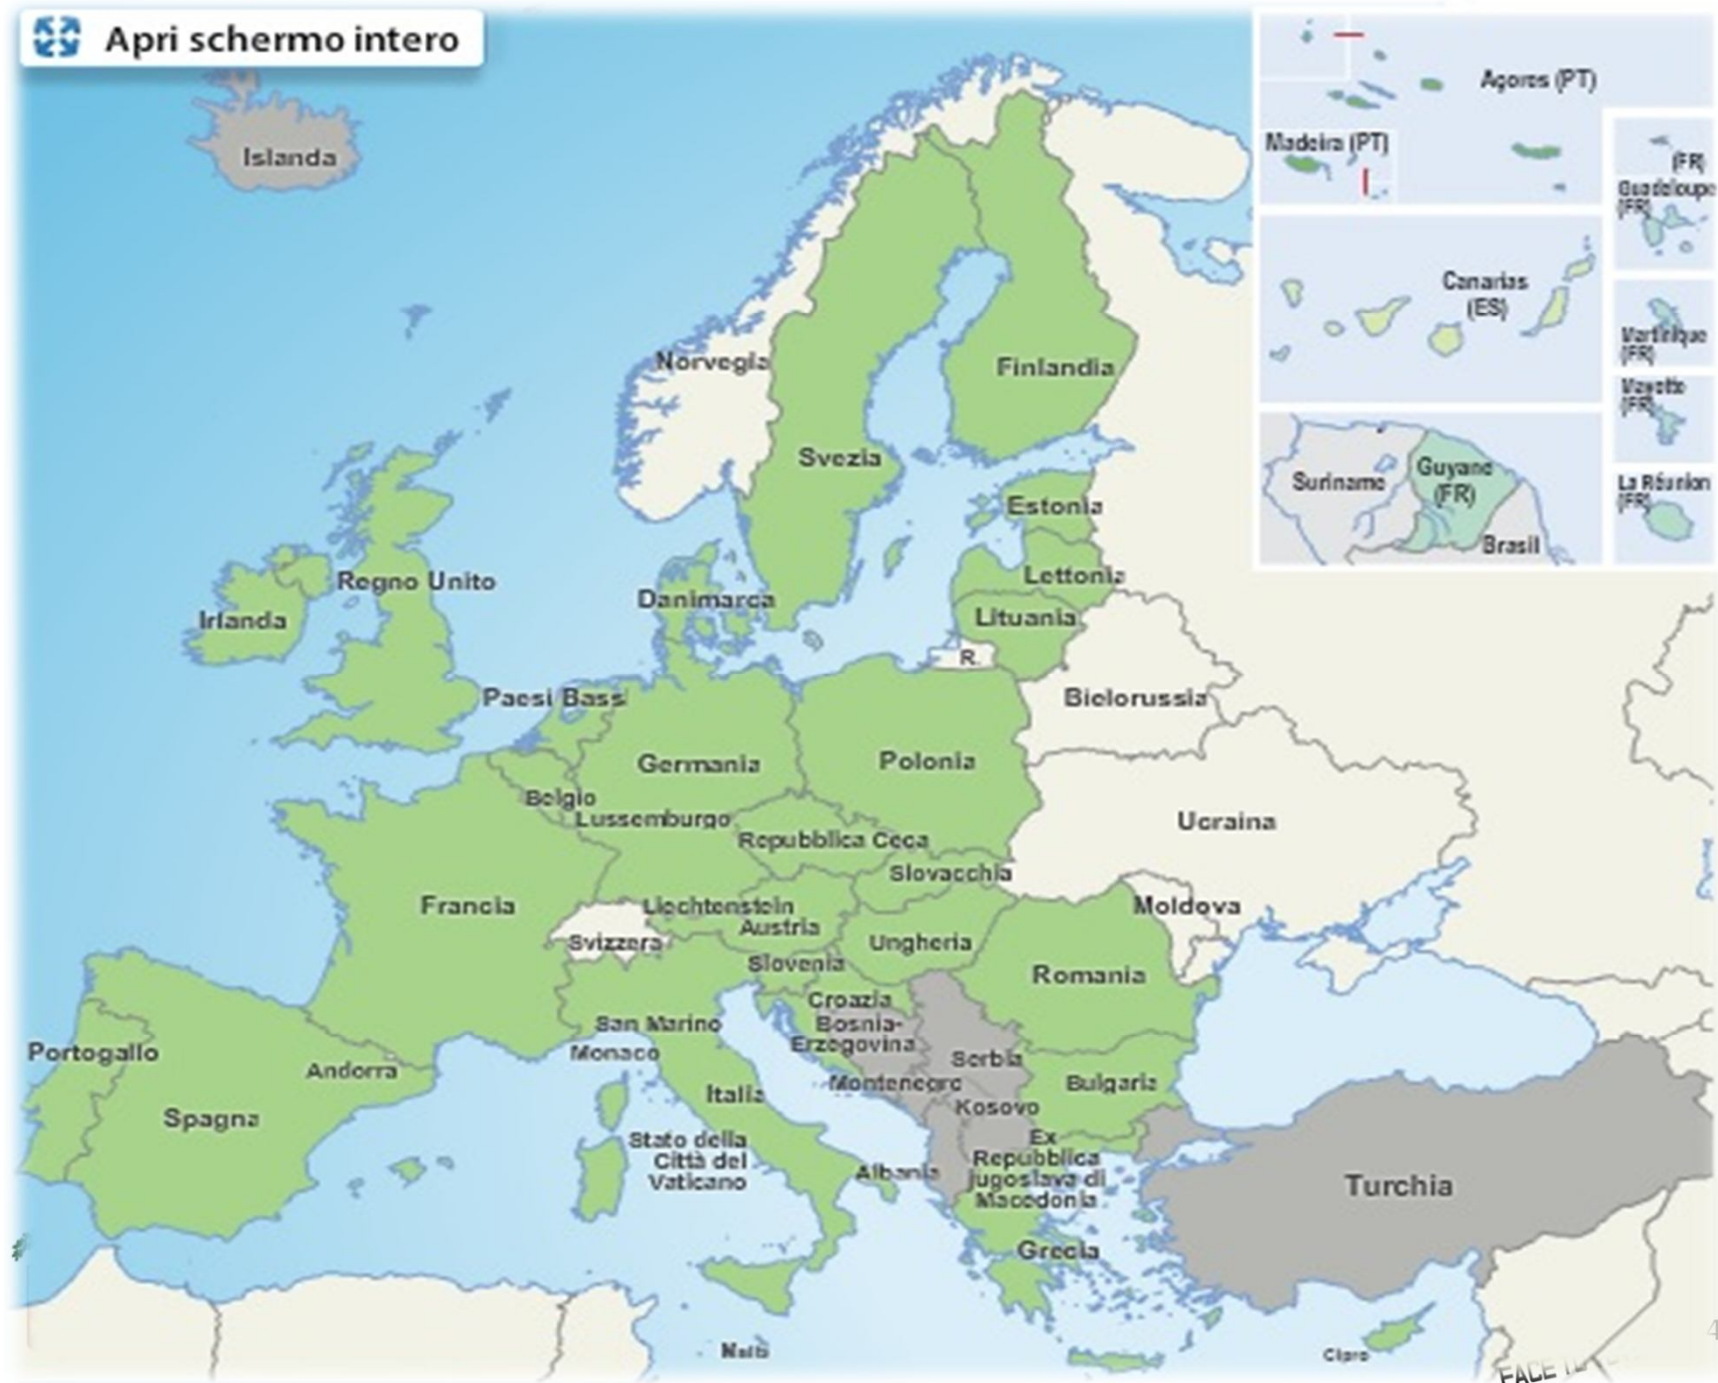 Apri schermo intero
Islanda
Açores (PT)
Madeira (PT)
(FR)
Guadeloupe
(FR)
Canarias
(ES)
Martinique
(FR)
Mayotte
(FR)
Guyane
(FR)
Suriname
Brasil
La Réunion
(FR)
Norvegia
Finlandia
Svezia
Estonia
Lettonia
Regno Unito
Danimarca
Irlanda
Lituania
R.
Paesi Bassi
Bielorussia
Germania
Polonia
Belgio
Lussemburgo
Ucraina
Repubblica Ceca
Slovacchia
Francia
Liechtenstein
Moldova
Austria
Svizzera
Ungheria
Slovenia
Romania
Croazia
San Marino
Bosnia-
Erzegovina
Portogallo
Monaco
Serbia
Andorra
Montenegro
Bulgaria
Italia
Kosovo
Spagna
Stato della
Città del
Vaticano
Ex
Repubblica
jugoslava di
Macedonia
Albania
Turchia
Grecia
Malta
Cipro
4